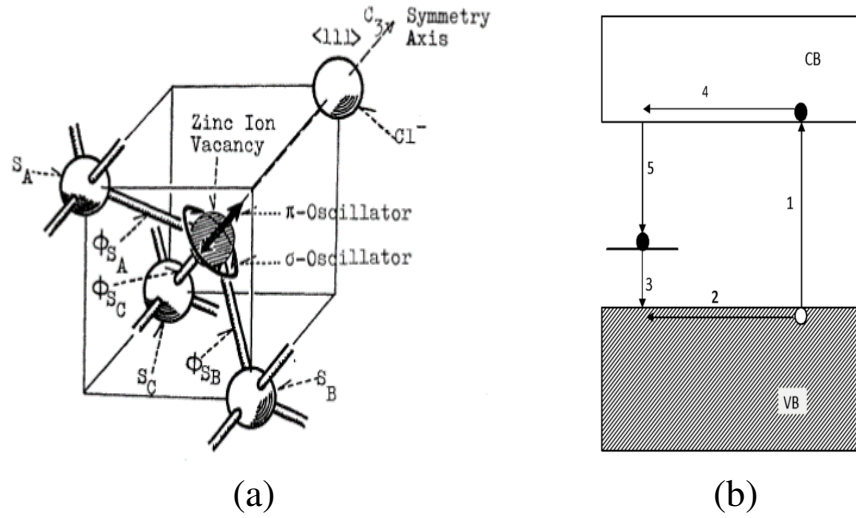 C3v Symmetry
Axis
<111>
Zinc Ion
Vacancy
Cl-
SA
π-Oscillator
σ-Oscillator
ΦSA
ΦSC
ΦSB
SC
SB
(a)
CB
4
5
1
3
2
VB
(b)